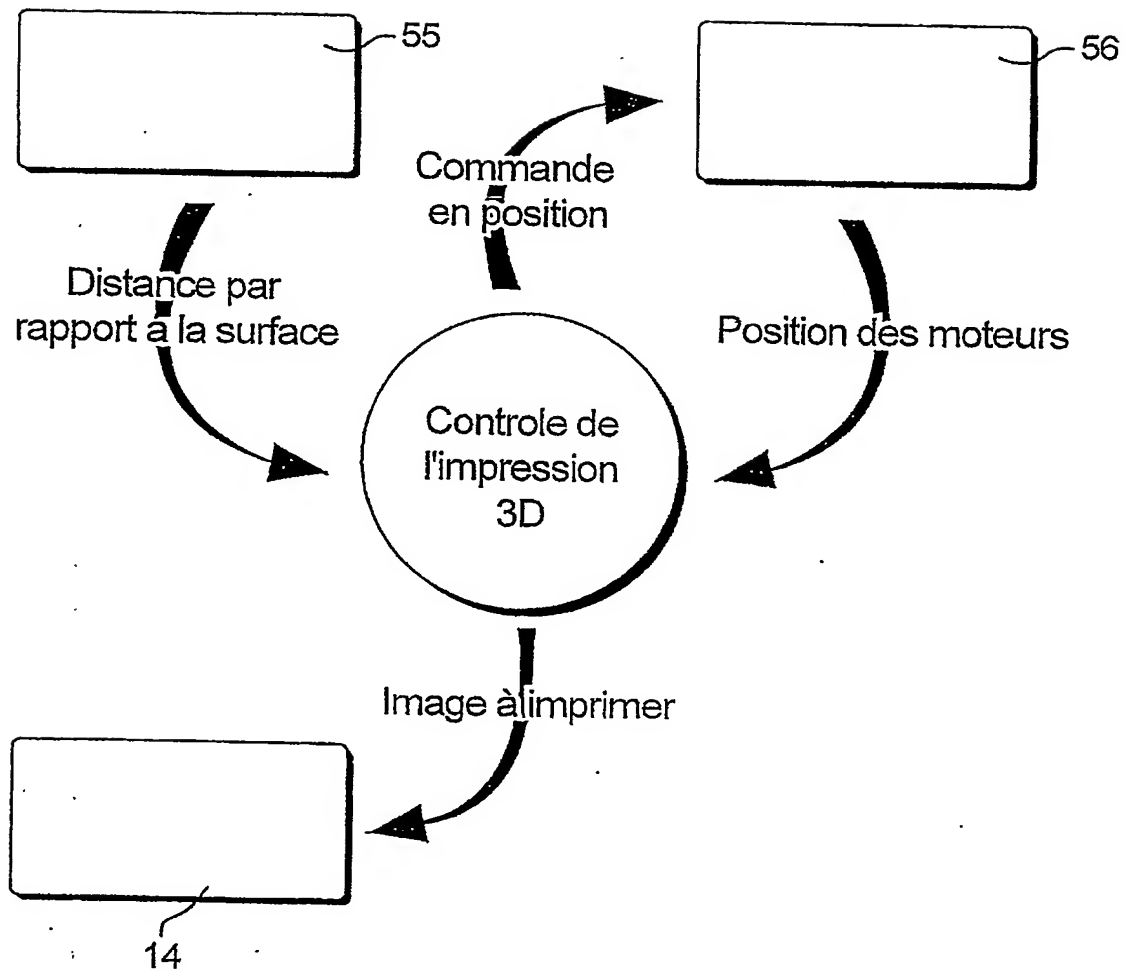 55
56
Commande
en position
Distance par
rapport a la surface
Position des moteurs
Controle de
l'impression
3D
Image à imprimer
14